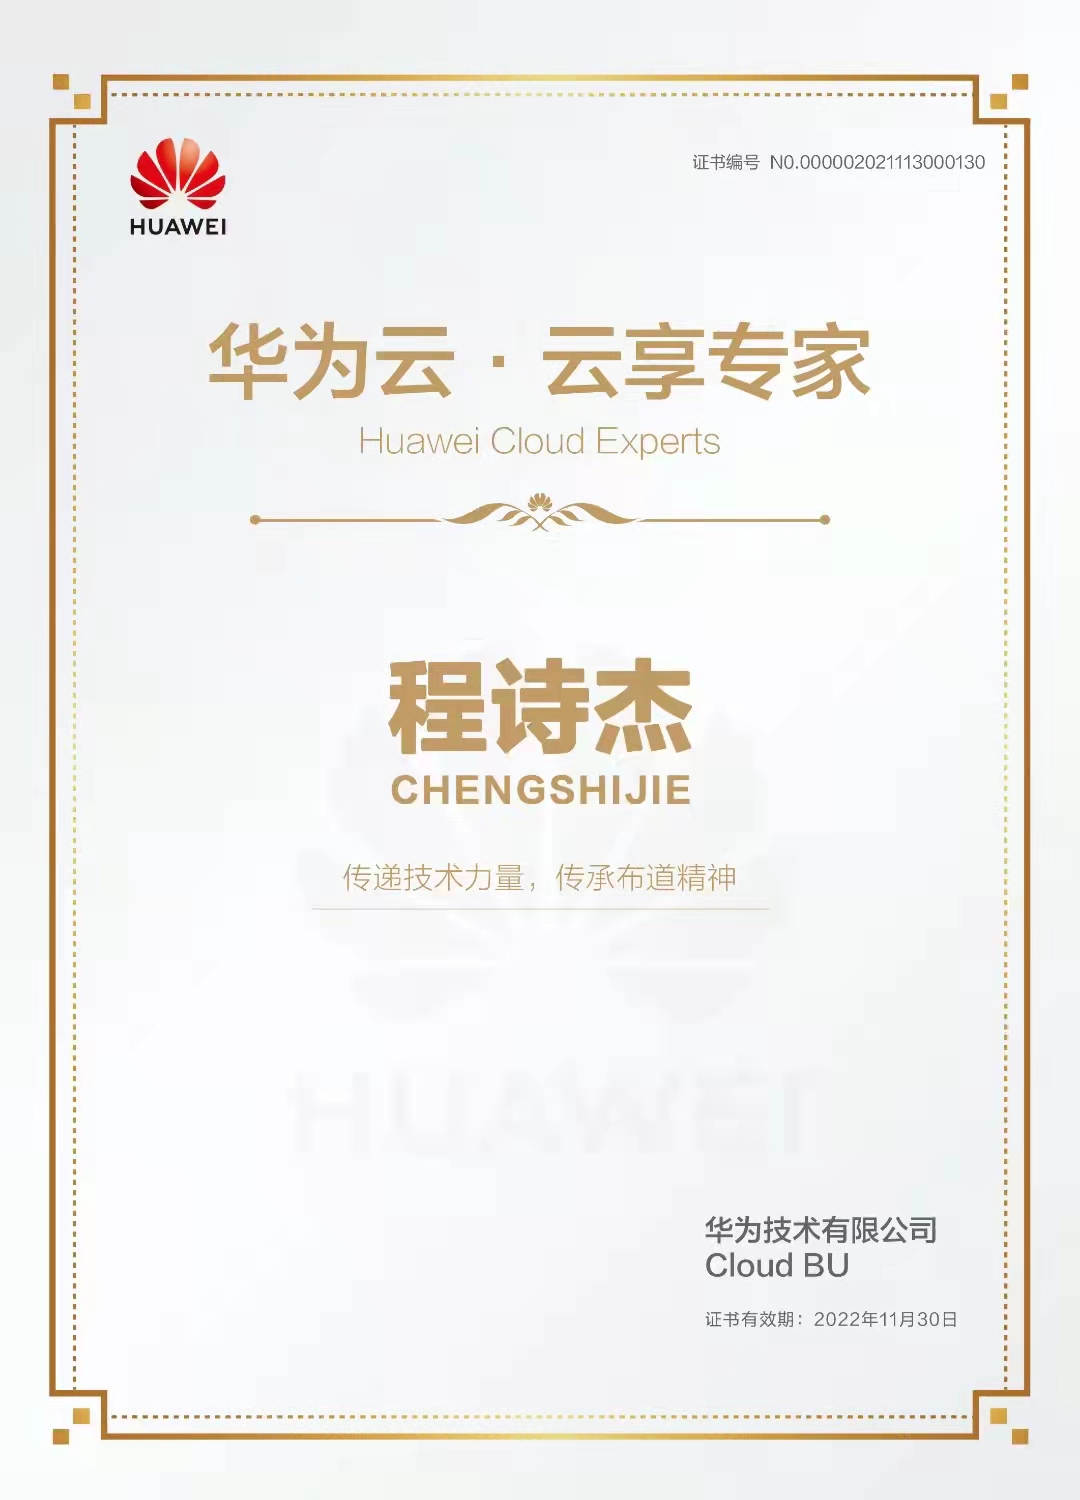 HUAWEI
证书编号 N0.000002021113000130
华为云·云享专家
Huawei Cloud Experts
程诗杰
CHENGSHIJIE
传递技术力量，传承布道精神
HUAWEI
华为技术有限公司
Cloud BU
证书有效期：2022年11月30日